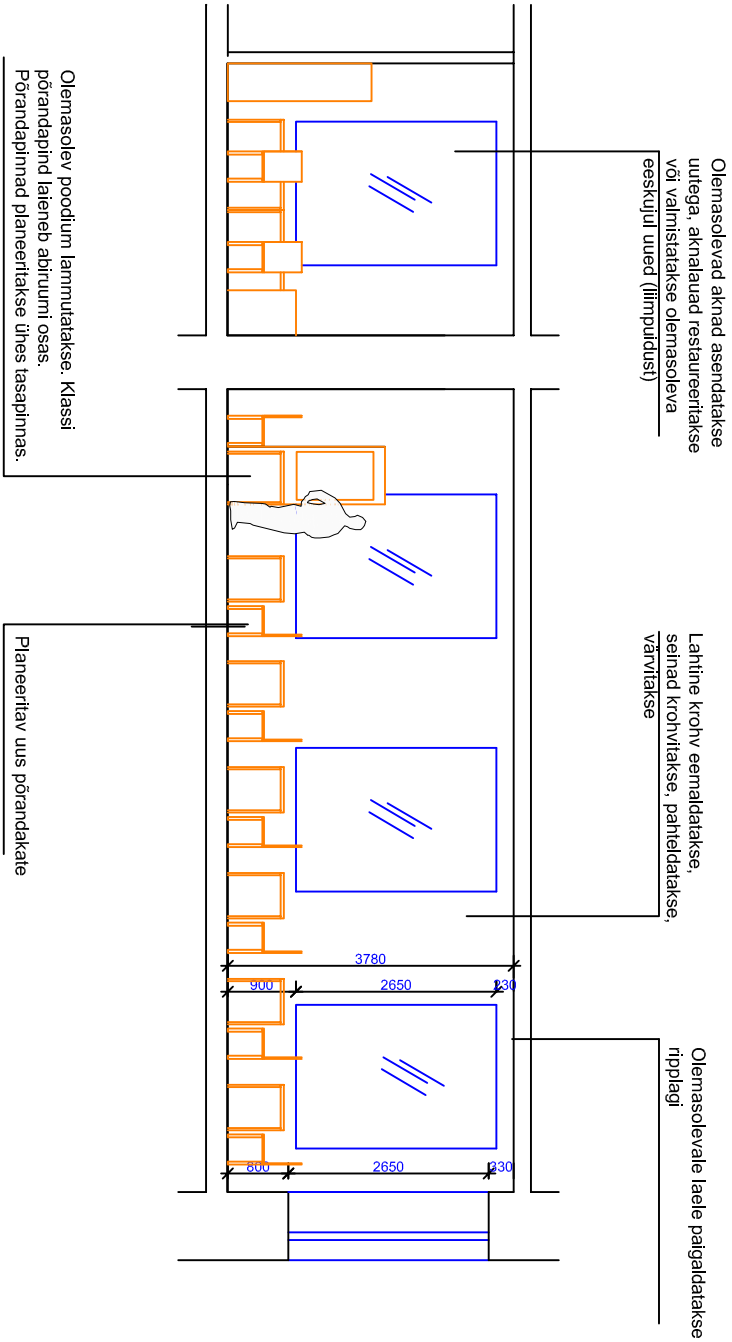 Olemasolevad aknad asendatakse
uutega, aknalauad restaureeritakse
või valmistatakse olemasoleva
eeskujul uued (liimpuidust)
Lahtine krohv eemaldatakse,
seinad krohvitakse, pahteldatakse,
värvitakse
Olemasolevale laele paigaldatakse
ripplagi
3780
900
2650
230
800
2650
330
Olemasolev poodium lammutatakse. Klassi
põrandapind laieneb abiruumi osas.
Põrandapinnad planeeritakse ühes tasapinnas.
Planeeritav uus põrandakate